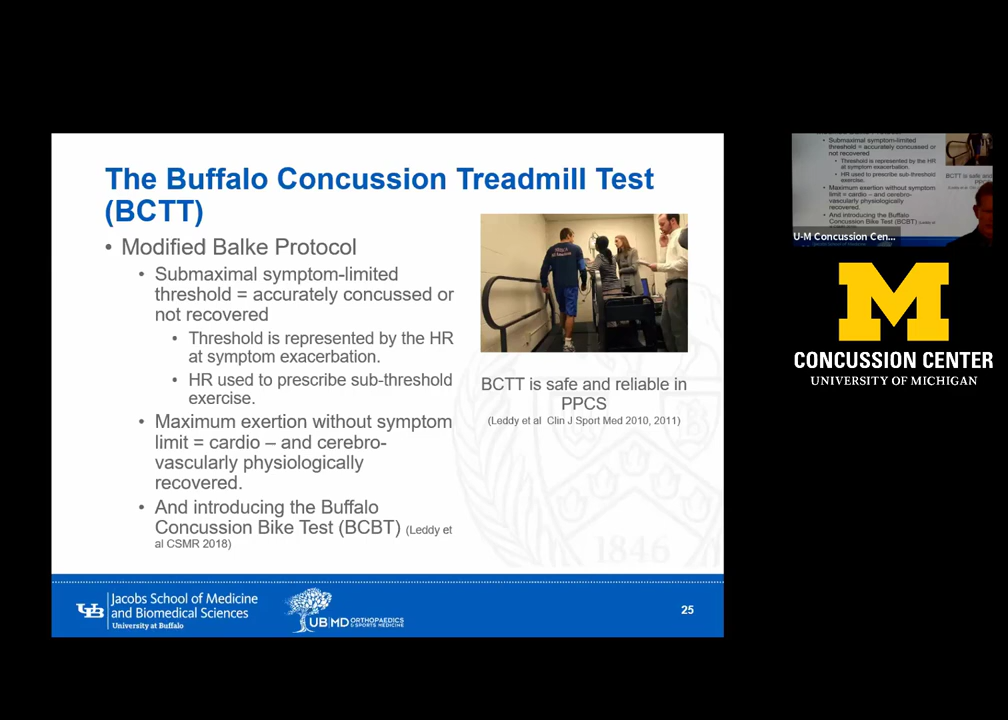 The Buffalo Concussion Treadmill Test
(BCTT)
• Modified Balke Protocol
• Submaximal symptom-limited
threshold = accurately concussed or
not recovered
• Threshold is represented by the HR
at symptom exacerbation.
• HR used to prescribe sub-threshold
exercise.
• Maximum exertion without symptom
limit = cardio – and cerebro-
vascularly physiologically
recovered.
• And introducing the Buffalo
Concussion Bike Test (BCBT) (Leddy et
al CSMR 2018)
BCTT is safe and reliable in
PPCS
(Leddy et al Clin J Sport Med 2010, 2011)
1846
UB
Jacobs School of Medicine
and Biomedical Sciences
University at Buffalo
UB|MD ORTHOPAEDICS
& SPORTS MEDICINE
25
• Submaximal symptom-limited
threshold = accurately concussed or
not recovered
• Threshold is represented by the HR
at symptom exacerbation.
• HR used to prescribe sub-threshold
exercise.
• Maximum exertion without symptom
limit = cardio – and cerebro-
vascularly physiologically
recovered.
• And introducing the Buffalo
Concussion Bike Test (BCBT)
BCTT is safe and
U-M Concussion Cen...
M
CONCUSSION CENTER
UNIVERSITY OF MICHIGAN